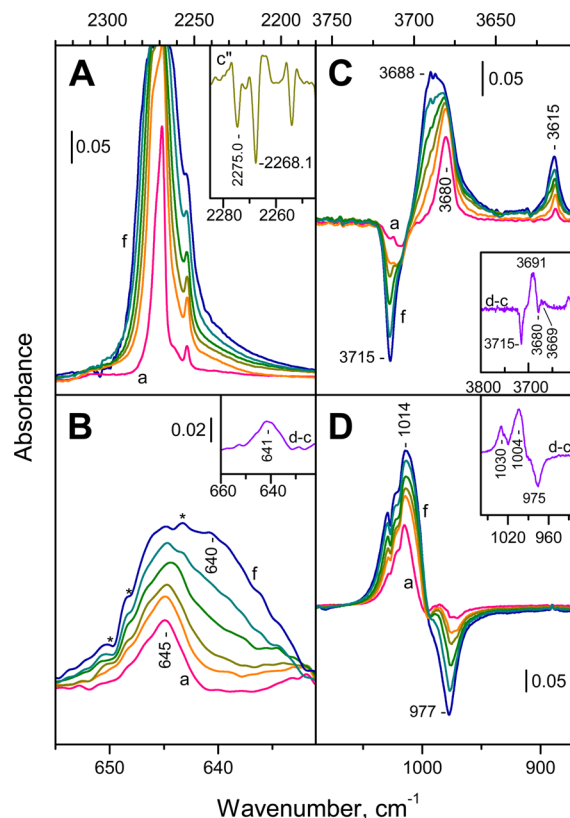 2300 2250 3750 3700 3650
A
c"
0.05
2275.0 -
-2268.1
2280 2260
f
a
C
3688 -
0.05
- 3615
3680 -
a
f
3715 -
3691
d-c
3715 -
3680 -
3669
3800 3700
Absorbance
B
0.02
d-c
641 -
660 640
*
*
*
640 -
f
645 -
a
D
- 1014
1030 -
1004 -
975
1020 960
f
a
977 -
0.05
650 640 1000 900
Wavenumber, cm-1